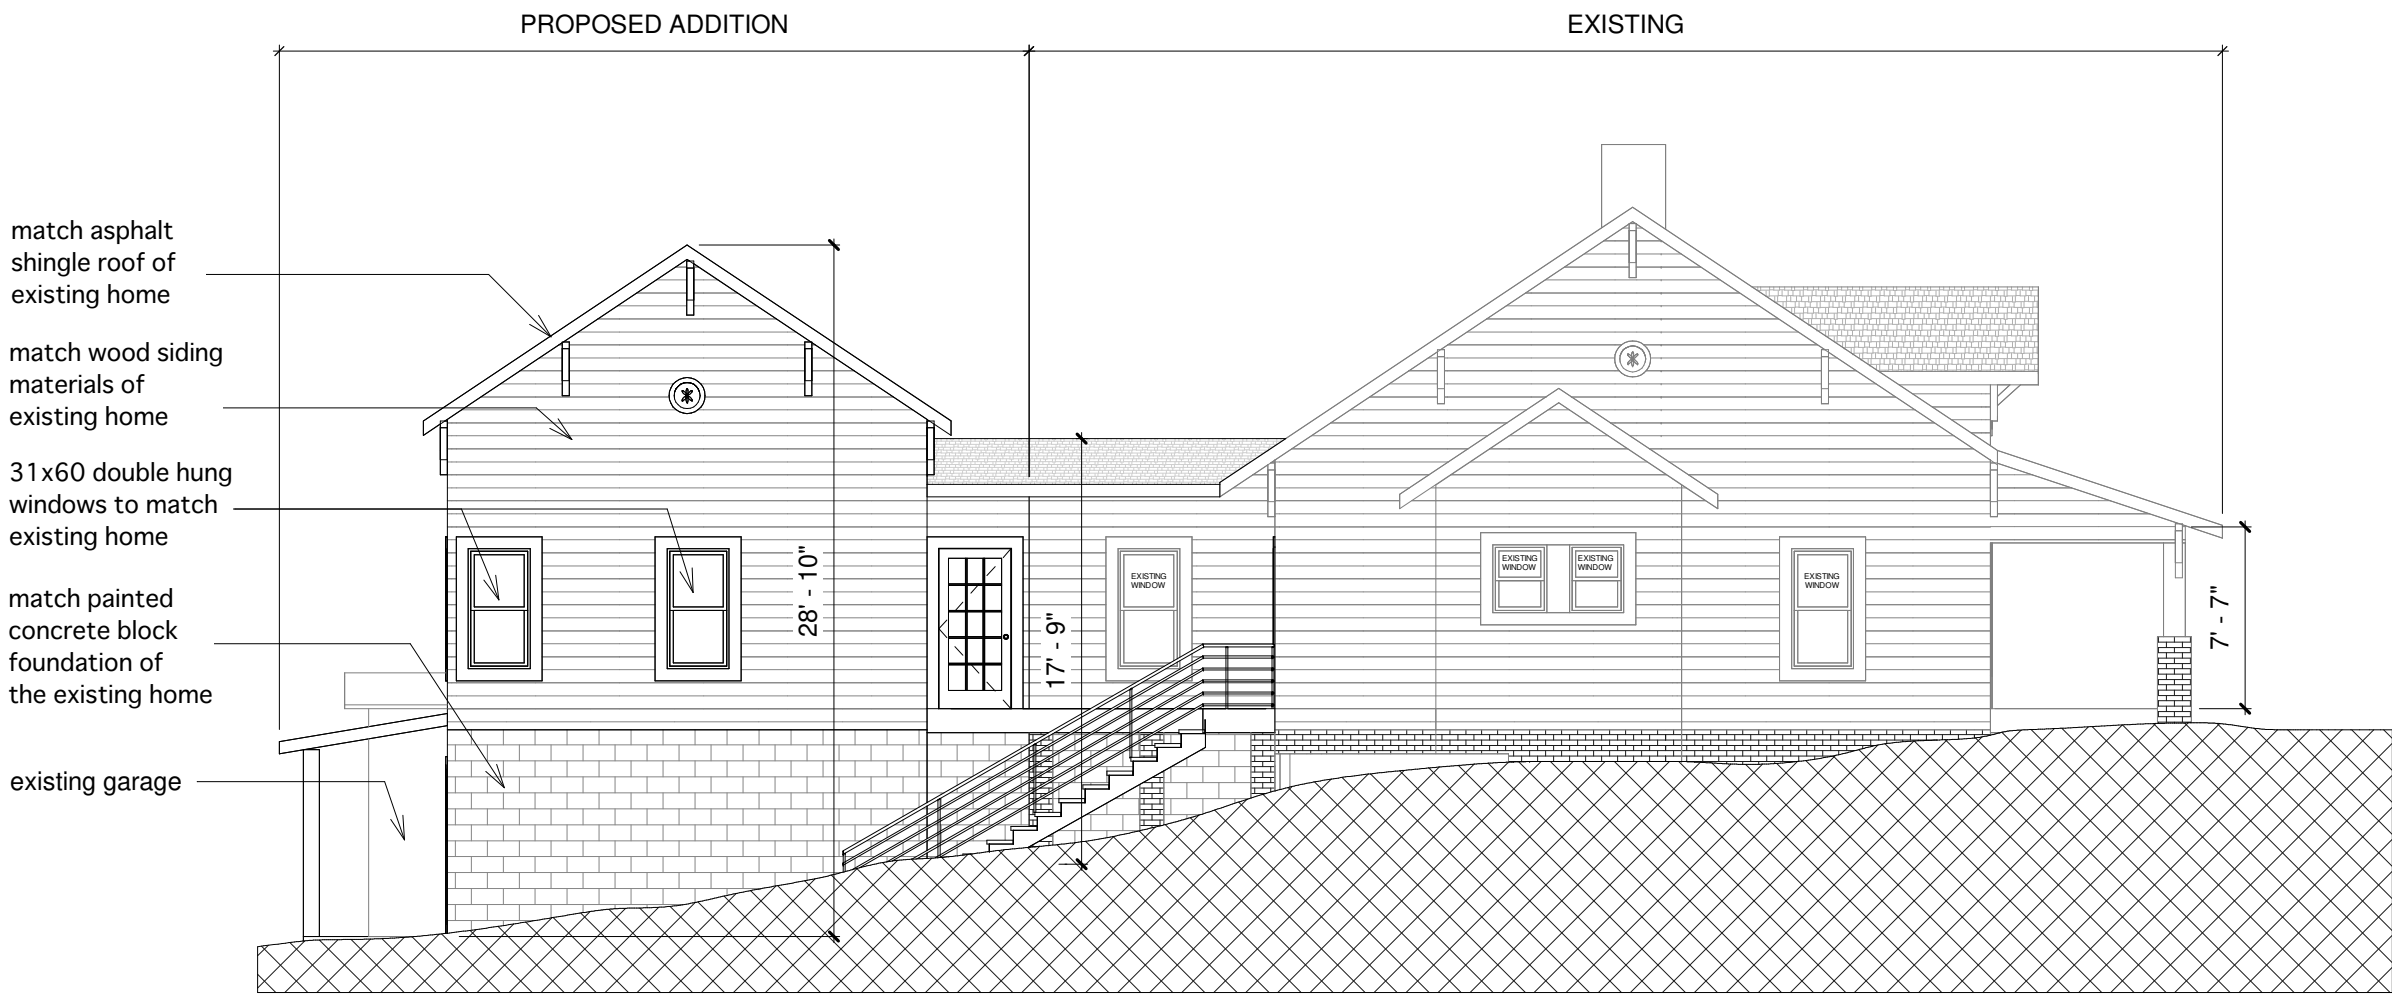 PROPOSED ADDITION
EXISTING
match asphalt
shingle roof of
existing home
match wood siding
materials of
existing home
31x60 double hung
windows to match
existing home
match painted
concrete block
foundation of
the existing home
existing garage
28' - 10"
17' - 9"
EXISTING
WINDOW
EXISTING
WINDOW
EXISTING
WINDOW
EXISTING
WINDOW
7' - 7"